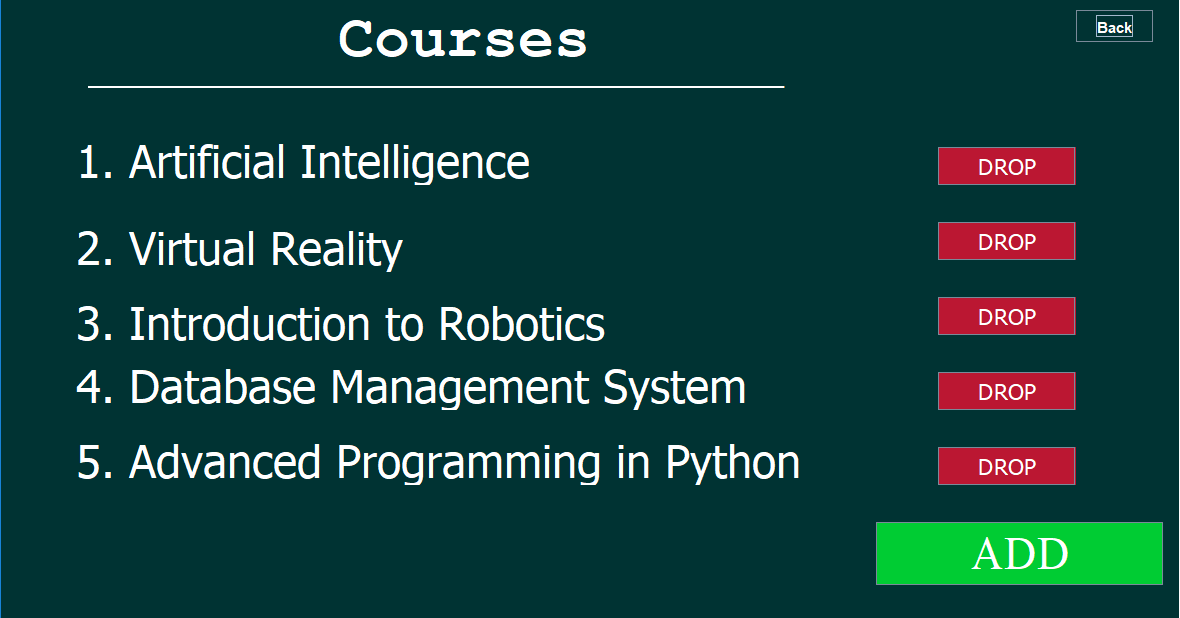 Courses
Back
1. Artificial Intelligence
DROP
2. Virtual Reality
DROP
3. Introduction to Robotics
DROP
4. Database Management System
DROP
5. Advanced Programming in Python
DROP
ADD